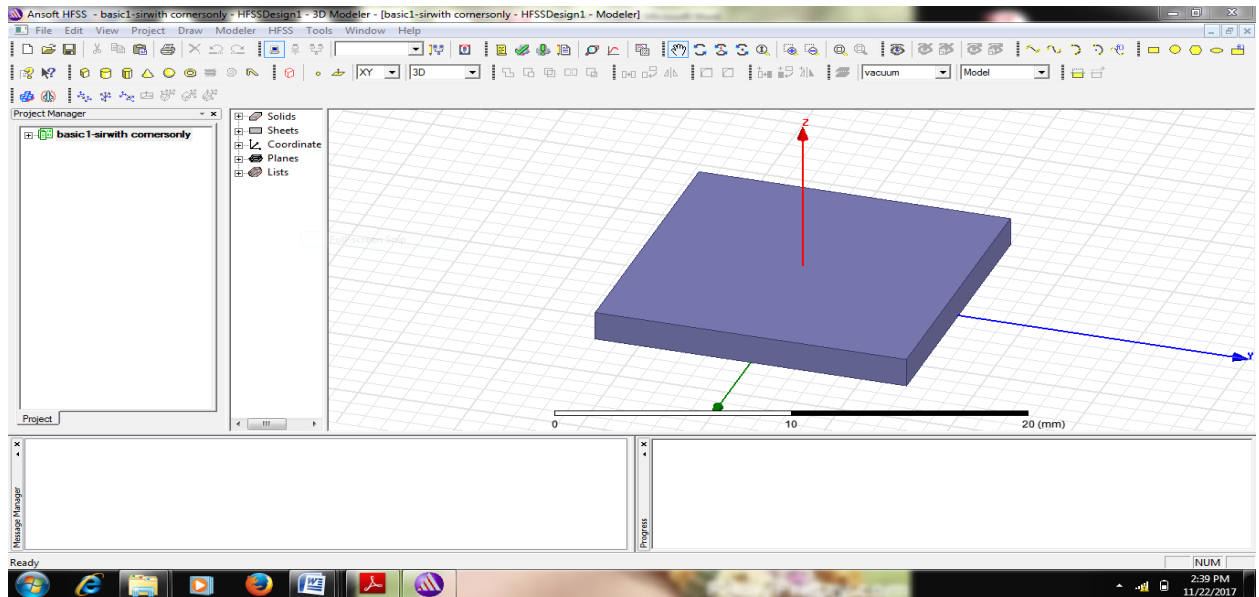 Ansoft HFSS - basic1-sirwith cornersonly - HFSSDesign1 - 3D Modeler - [basic1-sirwith cornersonly - HFSSDesign1 - Modeler]
File Edit View Project Draw Modeler HFSS Tools Window Help
XY 3D vacuum Model
Project Manager
basic1-sirwith cornersonly
Project
Solids
Sheets
Coordinate
Planes
Lists
Z
Y
0 10 20 (mm)
Message Manager
Progress
Ready
NUM
2:39 PM
11/22/2017